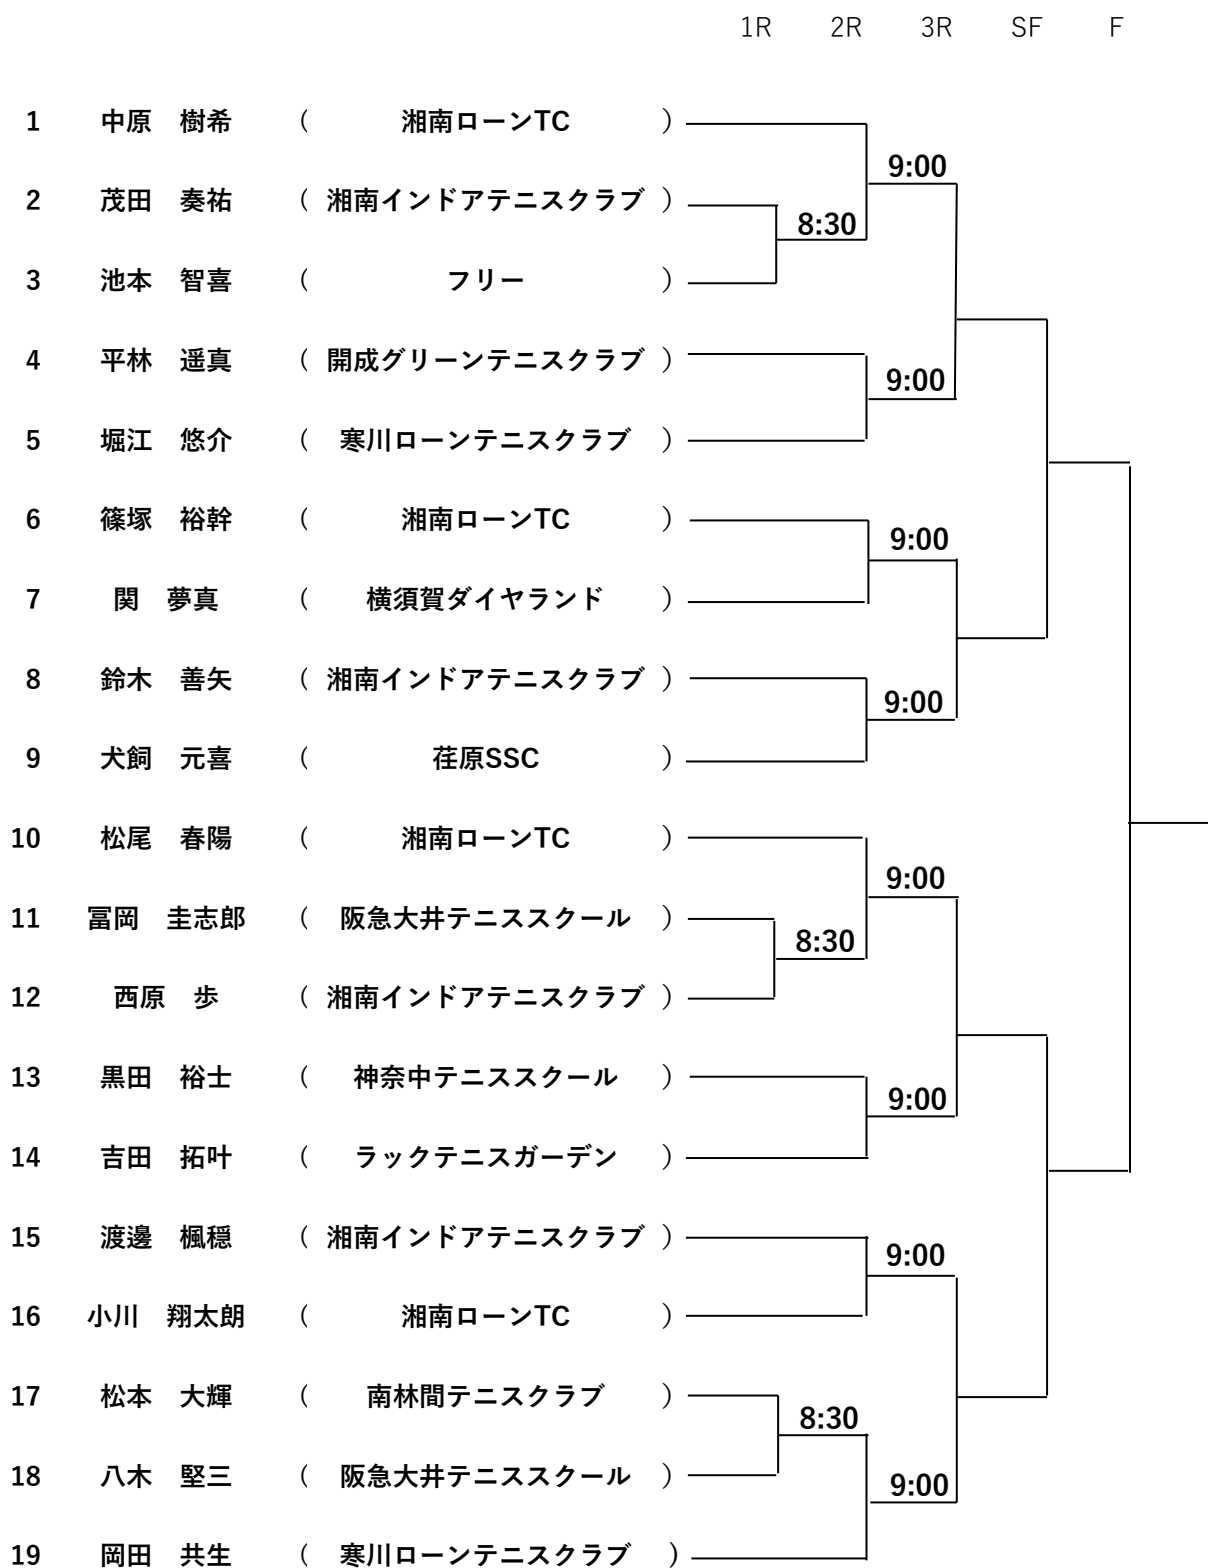 1R 2R 3R SF F
1 中原 樹希 ( 湘南ローンTC )
9:00
2 茂田 奏祐 ( 湘南インドアテニスクラブ )
8:30
3 池本 智喜 ( フリー )
4 平林 遥真 ( 開成グリーンテニスクラブ )
9:00
5 堀江 悠介 ( 寒川ローンテニスクラブ )
6 篠塚 裕幹 ( 湘南ローンTC )
9:00
7 関 夢真 ( 横須賀ダイヤランド )
8 鈴木 善矢 ( 湘南インドアテニスクラブ )
9:00
9 犬飼 元喜 ( 荏原SSC )
10 松尾 春陽 ( 湘南ローンTC )
9:00
11 冨岡 圭志郎 ( 阪急大井テニススクール )
8:30
12 西原 歩 ( 湘南インドアテニスクラブ )
13 黒田 裕士 ( 神奈中テニススクール )
9:00
14 吉田 拓叶 ( ラックテニスガーデン )
15 渡邊 楓穏 ( 湘南インドアテニスクラブ )
9:00
16 小川 翔太朗 ( 湘南ローンTC )
17 松本 大輝 ( 南林間テニスクラブ )
8:30
18 八木 堅三 ( 阪急大井テニススクール )
9:00
19 岡田 共生 ( 寒川ローンテニスクラブ )